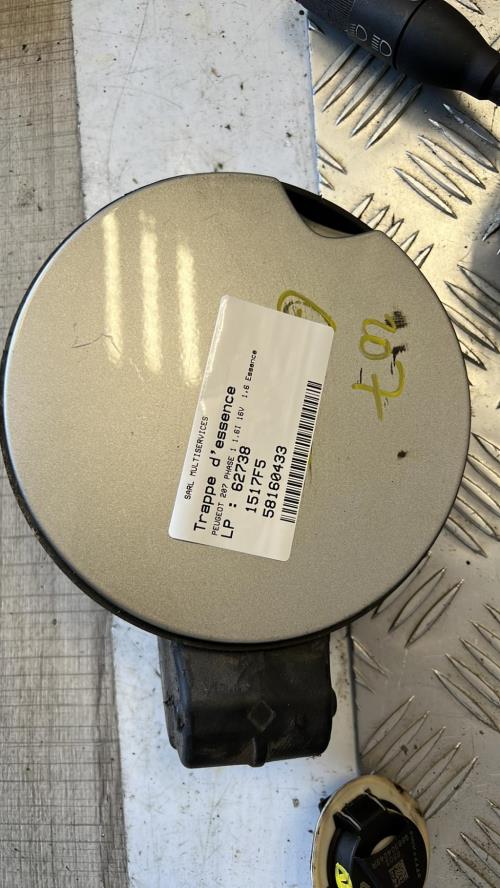 SARL MULTISERVICES
Trappe d'essence
PEUGEOT 207 PHASE 1 1.6I 16V 1,6 Essence
LP : 62738
1517F5
58160433
207